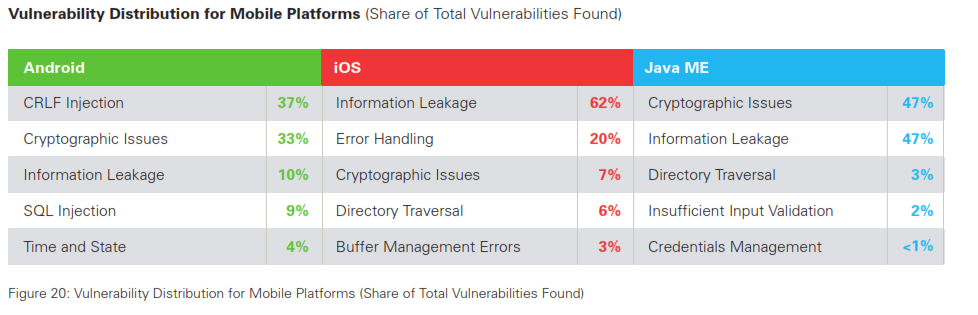 Vulnerability Distribution for Mobile Platforms (Share of Total Vulnerabilities Found)
Android iOS Java ME
CRLF Injection 37% Information Leakage 62% Cryptographic Issues 47%
Cryptographic Issues 33% Error Handling 20% Information Leakage 47%
Information Leakage 10% Cryptographic Issues 7% Directory Traversal 3%
SQL Injection 9% Directory Traversal 6% Insufficient Input Validation 2%
Time and State 4% Buffer Management Errors 3% Credentials Management <1%
Figure 20: Vulnerability Distribution for Mobile Platforms (Share of Total Vulnerabilities Found)